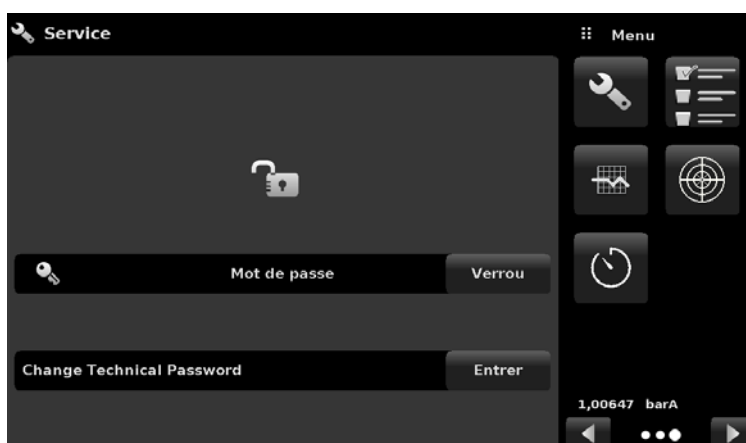 Service
Menu
Mot de passe
Verrou
Change Technical Password
Entrer
1,00647 barA